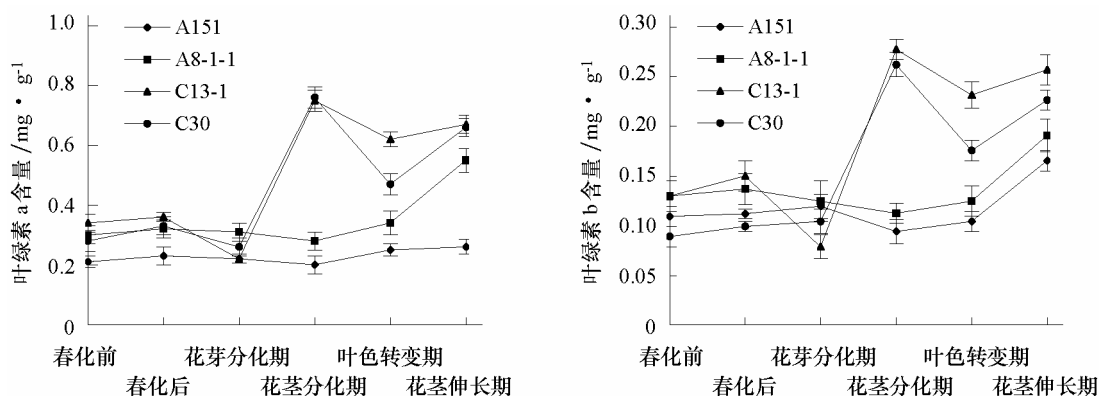 叶绿素a含量/mg·g⁻¹
1.0
0.8
0.6
0.4
0.2
0
A151
A8-1-1
C13-1
C30
春化前
春化后
花芽分化期
花茎分化期
叶色转变期
花茎伸长期
叶绿素b含量/mg·g⁻¹
0.30
0.25
0.20
0.15
0.10
0.05
0
A151
A8-1-1
C13-1
C30
春化前
春化后
花芽分化期
花茎分化期
叶色转变期
花茎伸长期